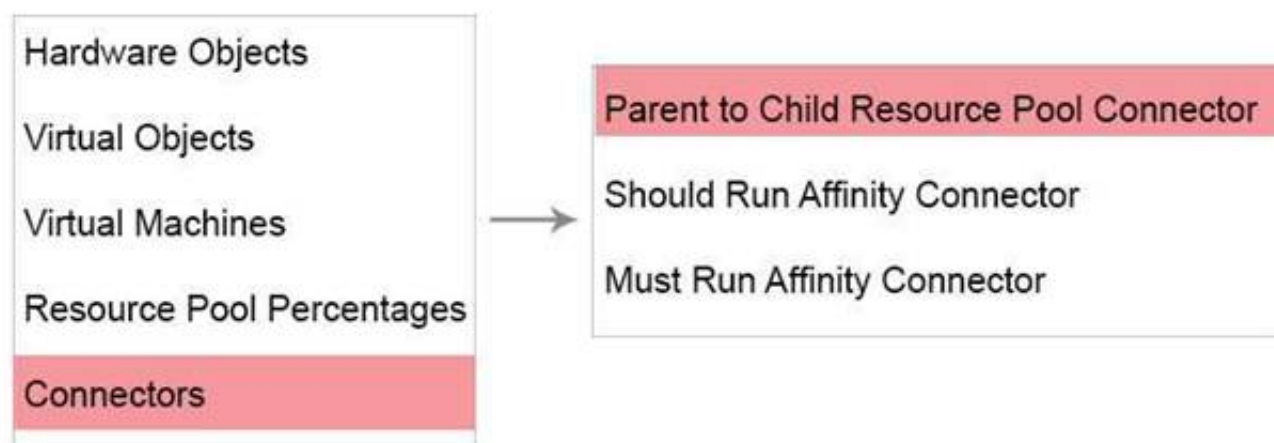 Hardware Objects
Virtual Objects
Virtual Machines
Resource Pool Percentages
Connectors
Parent to Child Resource Pool Connector
Should Run Affinity Connector
Must Run Affinity Connector